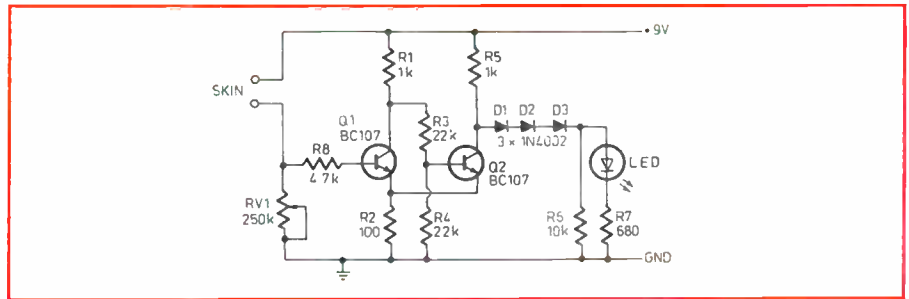 +9V
R1
1k
R5
1k
SKIN
Q1
BC107
R3
22k
D1 D2 D3
3 × 1N4002
R8
4.7k
Q2
BC107
LED
RV1
250k
R2
100
R4
22k
R6
10k
R7
680
GND